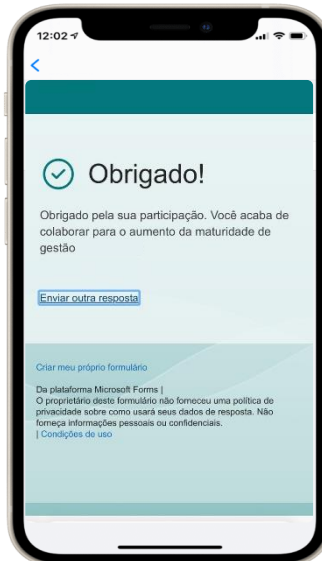 12:02
Obrigado!
Obrigado pela sua participação. Você acaba de
colaborar para o aumento da maturidade de
gestão
Enviar outra resposta
Criar meu próprio formulário
Da plataforma Microsoft Forms |
O proprietário deste formulário não forneceu uma política de
privacidade sobre como usará seus dados de resposta. Não
forneça informações pessoais ou confidenciais.
| Condições de uso